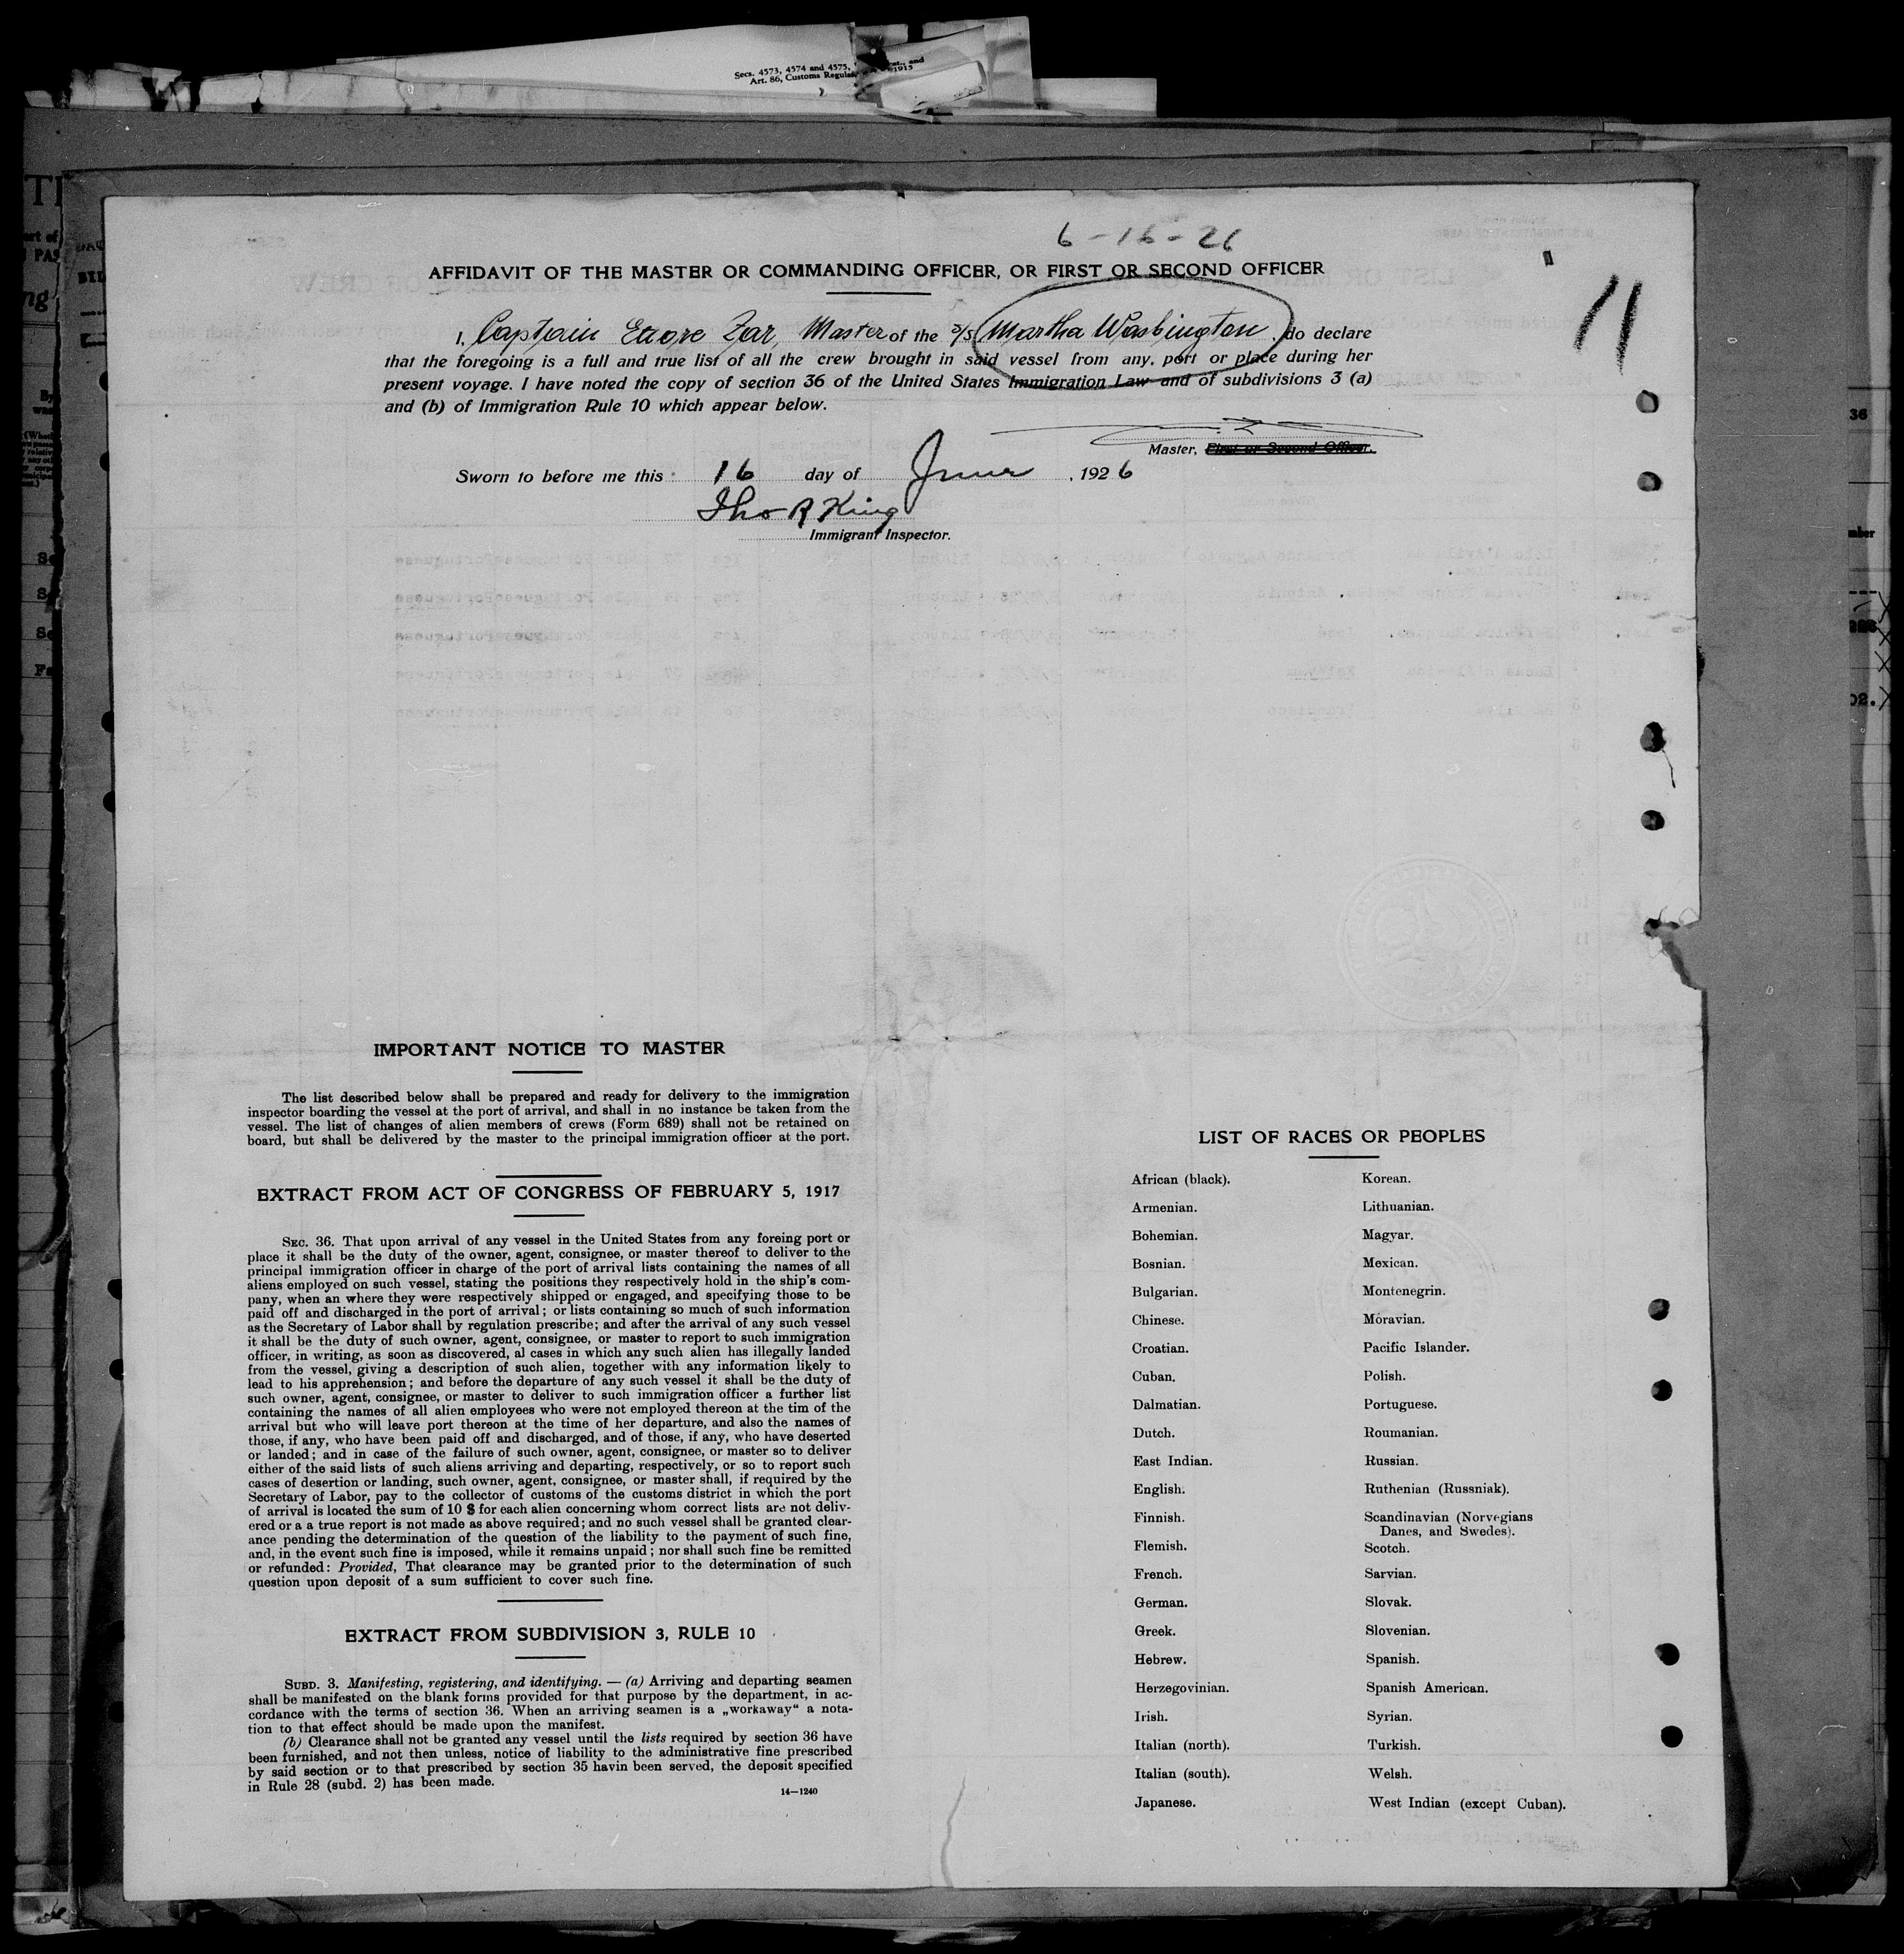 Secs. 4573, 4574 and 4575,
Art. 86, Customs
6-16-26
AFFIDAVIT OF THE MASTER OR COMMANDING OFFICER, OR FIRST OR SECOND OFFICER
11
I, Captain Ettore Zar, Master of the S/S Martha Washington, do declare
that the foregoing is a full and true list of all the crew brought in said vessel from any, port or place during her
present voyage. I have noted the copy of section 36 of the United States Immigration Law and of subdivisions 3 (a)
and (b) of Immigration Rule 10 which appear below.
Master, First or Second Officer.
Sworn to before me this 16 day of June, 1926
Tho R King
Immigrant Inspector.
IMPORTANT NOTICE TO MASTER
The list described below shall be prepared and ready for delivery to the immigration
inspector boarding the vessel at the port of arrival, and shall in no instance be taken from the
vessel. The list of changes of alien members of crews (Form 689) shall not be retained on
board, but shall be delivered by the master to the principal immigration officer at the port.
EXTRACT FROM ACT OF CONGRESS OF FEBRUARY 5, 1917
SEC. 36. That upon arrival of any vessel in the United States from any foreing port or
place it shall be the duty of the owner, agent, consignee, or master thereof to deliver to the
principal immigration officer in charge of the port of arrival lists containing the names of all
aliens employed on such vessel, stating the positions they respectively hold in the ship's com-
pany, when an where they were respectively shipped or engaged, and specifying those to be
paid off and discharged in the port of arrival; or lists containing so much of such information
as the Secretary of Labor shall by regulation prescribe; and after the arrival of any such vessel
it shall be the duty of such owner, agent, consignee, or master to report to such immigration
officer, in writing, as soon as discovered, al cases in which any such alien has illegally landed
from the vessel, giving a description of such alien, together with any information likely to
lead to his apprehension; and before the departure of any such vessel it shall be the duty of
such owner, agent, consignee, or master to deliver to such immigration officer a further list
containing the names of all alien employees who were not employed thereon at the tim of the
arrival but who will leave port thereon at the time of her departure, and also the names of
those, if any, who have been paid off and discharged, and of those, if any, who have deserted
or landed; and in case of the failure of such owner, agent, consignee, or master so to deliver
either of the said lists of such aliens arriving and departing, respectively, or so to report such
cases of desertion or landing, such owner, agent, consignee, or master shall, if required by the
Secretary of Labor, pay to the collector of customs of the customs district in which the port
of arrival is located the sum of 10 $ for each alien concerning whom correct lists are not deliv-
ered or a a true report is not made as above required; and no such vessel shall be granted clear-
ance pending the determination of the question of the liability to the payment of such fine,
and, in the event such fine is imposed, while it remains unpaid; nor shall such fine be remitted
or refunded: Provided, That clearance may be granted prior to the determination of such
question upon deposit of a sum sufficient to cover such fine.
EXTRACT FROM SUBDIVISION 3, RULE 10
SUBD. 3. Manifesting, registering, and identifying. — (a) Arriving and departing seamen
shall be manifested on the blank forms provided for that purpose by the department, in ac-
cordance with the terms of section 36. When an arriving seamen is a „workaway“ a nota-
tion to that effect should be made upon the manifest.
(b) Clearance shall not be granted any vessel until the lists required by section 36 have
been furnished, and not then unless, notice of liability to the administrative fine prescribed
by said section or to that prescribed by section 35 havin been served, the deposit specified
in Rule 28 (subd. 2) has been made.
14—1240
LIST OF RACES OR PEOPLES
African (black).
Armenian.
Bohemian.
Bosnian.
Bulgarian.
Chinese.
Croatian.
Cuban.
Dalmatian.
Dutch.
East Indian.
English.
Finnish.
Flemish.
French.
German.
Greek.
Hebrew.
Herzegovinian.
Irish.
Italian (north).
Italian (south).
Japanese.
Korean.
Lithuanian.
Magyar.
Mexican.
Montenegrin.
Moravian.
Pacific Islander.
Polish.
Portuguese.
Roumanian.
Russian.
Ruthenian (Russniak).
Scandinavian (Norvegians
Danes, and Swedes).
Scotch.
Sarvian.
Slovak.
Slovenian.
Spanish.
Spanish American.
Syrian.
Turkish.
Welsh.
West Indian (except Cuban).